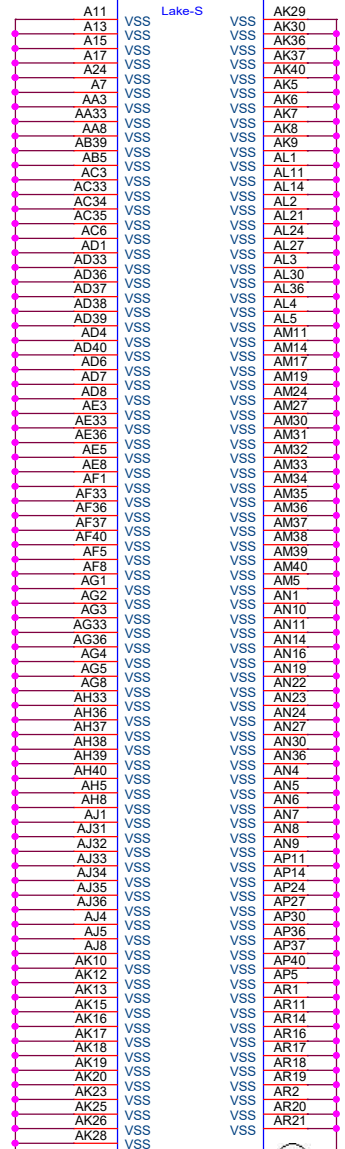 Lake-S
A11 VSS VSS AK29
A13 VSS VSS AK30
A15 VSS VSS AK36
A17 VSS VSS AK37
A24 VSS VSS AK40
A7 VSS VSS AK5
AA3 VSS VSS AK6
AA33 VSS VSS AK7
AA8 VSS VSS AK8
AB39 VSS VSS AK9
AB5 VSS VSS AL1
AC3 VSS VSS AL11
AC33 VSS VSS AL14
AC34 VSS VSS AL2
AC35 VSS VSS AL21
AC6 VSS VSS AL24
AD1 VSS VSS AL27
AD33 VSS VSS AL3
AD36 VSS VSS AL30
AD37 VSS VSS AL36
AD38 VSS VSS AL4
AD39 VSS VSS AL5
AD4 VSS VSS AM11
AD40 VSS VSS AM14
AD6 VSS VSS AM17
AD7 VSS VSS AM19
AD8 VSS VSS AM24
AE3 VSS VSS AM27
AE33 VSS VSS AM30
AE36 VSS VSS AM31
AE5 VSS VSS AM32
AE8 VSS VSS AM33
AF1 VSS VSS AM34
AF33 VSS VSS AM35
AF36 VSS VSS AM36
AF37 VSS VSS AM37
AF40 VSS VSS AM38
AF5 VSS VSS AM39
AF8 VSS VSS AM40
AG1 VSS VSS AM5
AG2 VSS VSS AN1
AG3 VSS VSS AN10
AG33 VSS VSS AN11
AG36 VSS VSS AN14
AG4 VSS VSS AN16
AG5 VSS VSS AN19
AG8 VSS VSS AN22
AH33 VSS VSS AN23
AH36 VSS VSS AN24
AH37 VSS VSS AN27
AH38 VSS VSS AN30
AH39 VSS VSS AN36
AH40 VSS VSS AN4
AH5 VSS VSS AN5
AH8 VSS VSS AN6
AJ1 VSS VSS AN7
AJ31 VSS VSS AN8
AJ32 VSS VSS AN9
AJ33 VSS VSS AP11
AJ34 VSS VSS AP14
AJ35 VSS VSS AP24
AJ36 VSS VSS AP27
AJ4 VSS VSS AP30
AJ5 VSS VSS AP36
AJ8 VSS VSS AP37
AK10 VSS VSS AP40
AK12 VSS VSS AP5
AK13 VSS VSS AR1
AK15 VSS VSS AR11
AK16 VSS VSS AR14
AK17 VSS VSS AR16
AK18 VSS VSS AR17
AK19 VSS VSS AR18
AK20 VSS VSS AR19
AK23 VSS VSS AR2
AK25 VSS VSS AR20
AK26 VSS VSS AR21
AK28 VSS